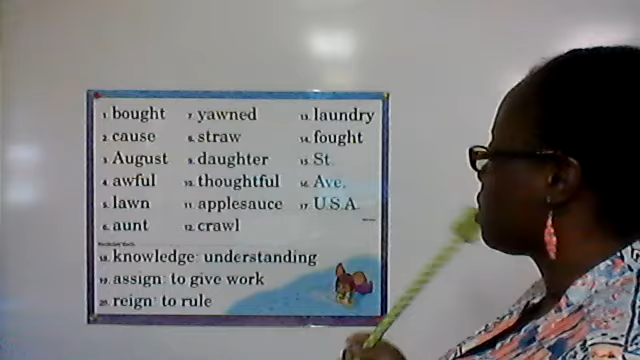 1. bought
2. cause
3. August
4. awful
5. lawn
6. aunt
7. yawned
8. straw
9. daughter
10. thoughtful
11. applesauce
12. crawl
13. laundry
14. fought
15. St.
16. Ave.
17. U.S.A.
Vocabulary Words
18. knowledge: understanding
19. assign: to give work
20. reign: to rule